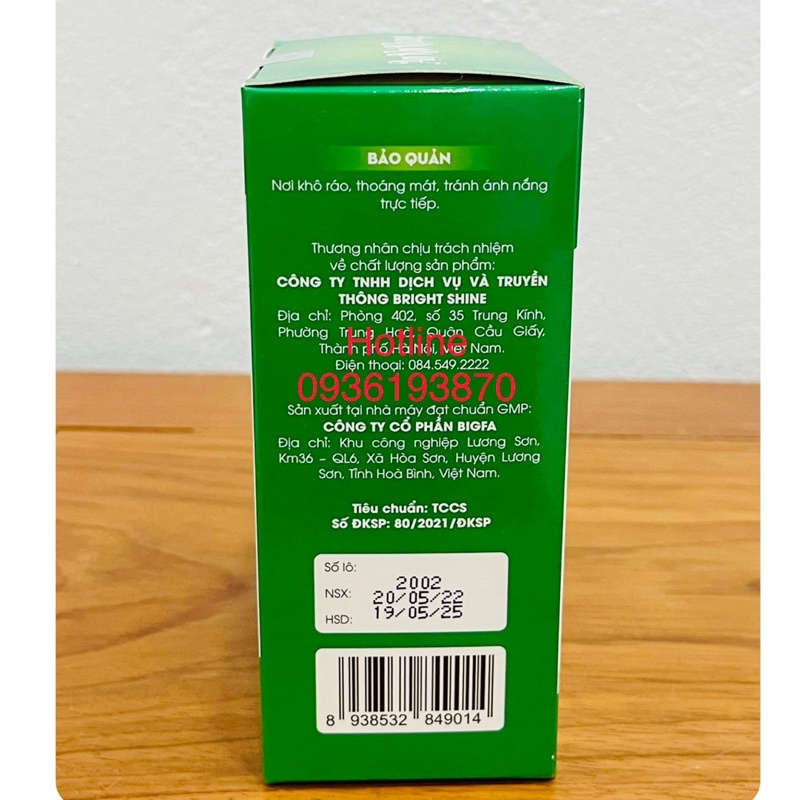 BẢO QUẢN
Nơi khô ráo, thoáng mát, tránh ánh nắng
trực tiếp.
Thương nhân chịu trách nhiệm
về chất lượng sản phẩm:
CÔNG TY TNHH DỊCH VỤ VÀ TRUYỀN
THÔNG BRIGHT SHINE
Địa chỉ: Phòng 402, số 35 Trung Kính,
Phường Trung Hoà, Quận Cầu Giấy,
Thành phố Hà Nội, Việt Nam.
Hotline
Điện thoại: 084.549.2222
0936193870
Sản xuất tại nhà máy đạt chuẩn GMP:
CÔNG TY CỔ PHẦN BIGFA
Địa chỉ: Khu công nghiệp Lương Sơn,
Km36 – QL6, Xã Hòa Sơn, Huyện Lương
Sơn, Tỉnh Hoà Bình, Việt Nam.
Tiêu chuẩn: TCCS
Số ĐKSP: 80/2021/ĐKSP
Số lô: 2002
NSX: 20/05/22
HSD: 19/05/25
8 938532 849014